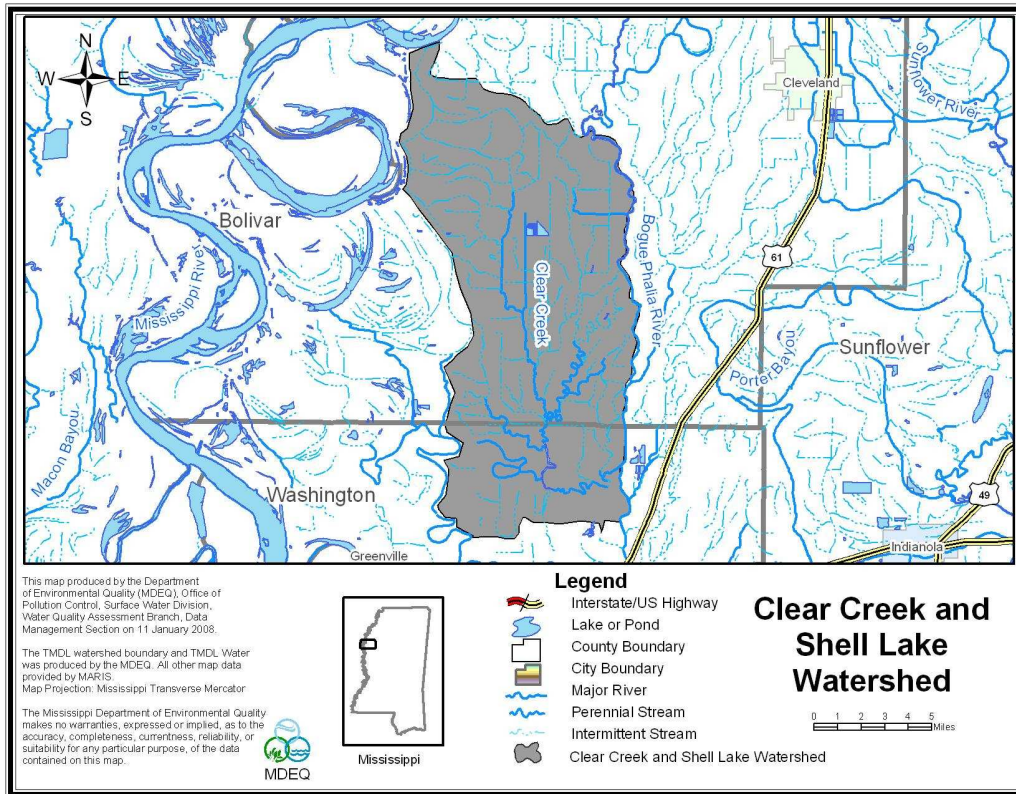 N
W E
S
Cleveland
Sunflower River
Bolivar
Mississippi River
Clear Creek
Bogue Phalia River
61
Sunflower
Porter Bayou
Macon Bayou
Washington
49
Indianola
Greenville
This map produced by the Department
of Environmental Quality (MDEQ), Office of
Pollution Control, Surface Water Division,
Water Quality Assessment Branch, Data
Management Section on 11 January 2008.
The TMDL watershed boundary and TMDL Water
was produced by the MDEQ. All other map data
provided by MARIS.
Map Projection: Mississippi Transverse Mercator
The Mississippi Department of Environmental Quality
makes no warranties, expressed or implied, as to the
accuracy, completeness, currentness, reliability, or
suitability for any particular purpose, of the data
contained on this map.
MDEQ
Mississippi
Legend
Interstate/US Highway
Lake or Pond
County Boundary
City Boundary
Major River
Perennial Stream
Intermittent Stream
Clear Creek and Shell Lake Watershed
Clear Creek and
Shell Lake
Watershed
0 1 2 3 4 5
Miles